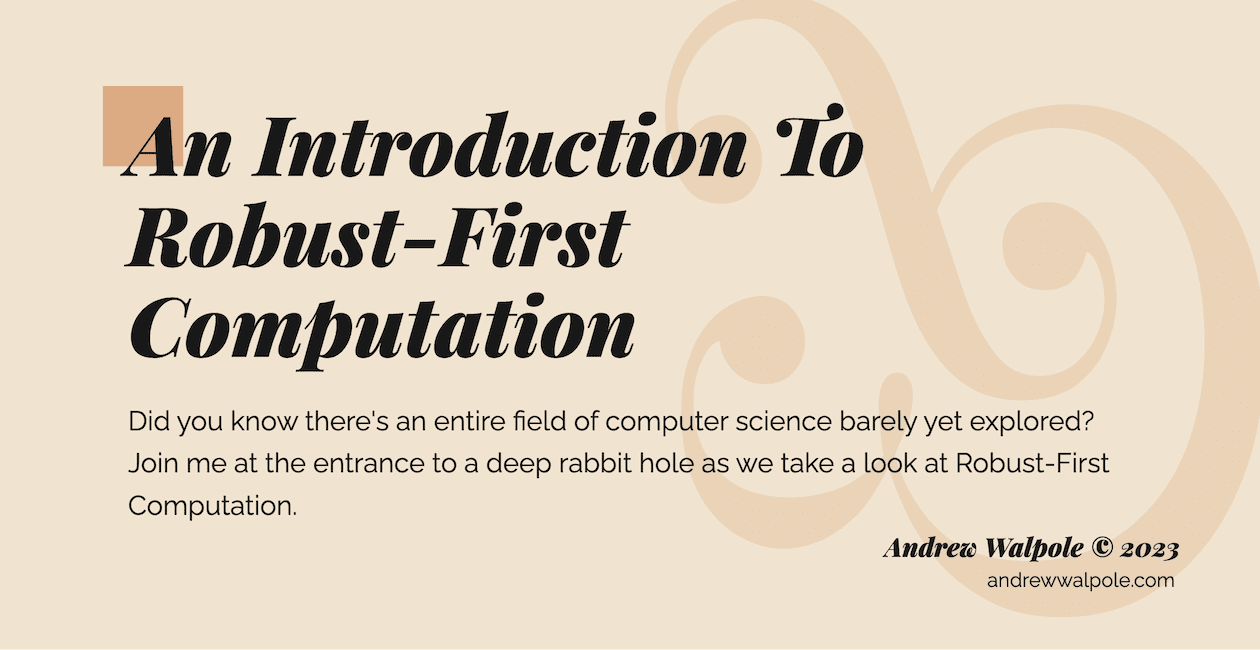 An Introduction To
Robust-First
Computation
Did you know there's an entire field of computer science barely yet explored?
Join me at the entrance to a deep rabbit hole as we take a look at Robust-First
Computation.
Andrew Walpole © 2023
andrewwalpole.com